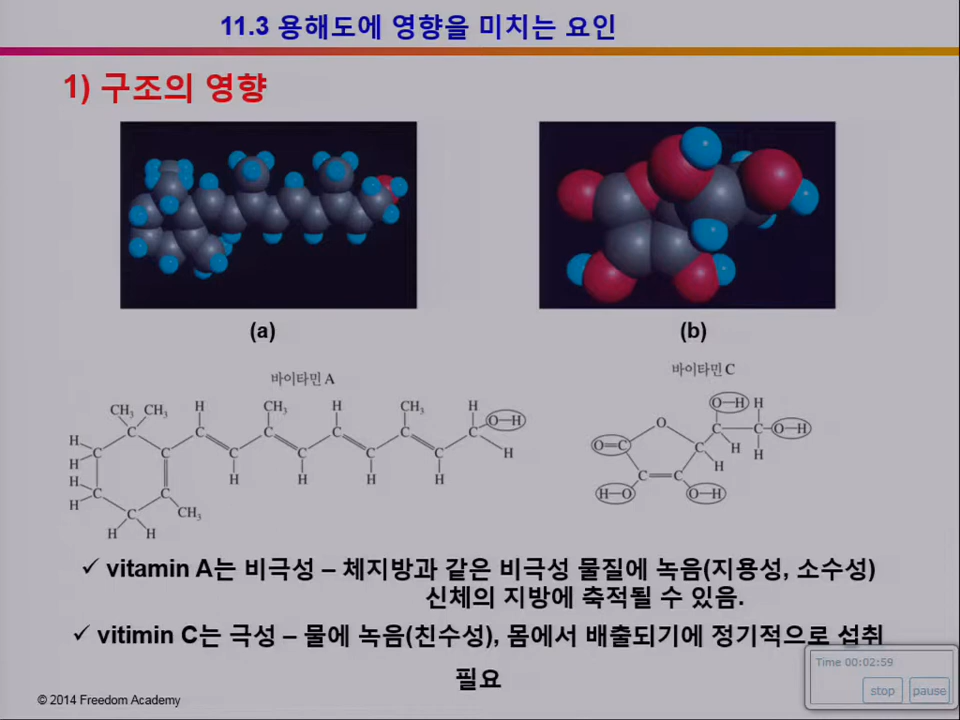 11.3 용해도에 영향을 미치는 요인
1) 구조의 영향
(a)
(b)
바이타민 A
바이타민 C
CH3 CH3 H CH3 H CH3 H
O—H
C C C C C
H C C C C C C H
H
H H H H H
H C C
H C CH3
H H
O—H H
O C C O—H
O=C C H H
H
C=C
H—O O—H
✓ vitamin A는 비극성 – 체지방과 같은 비극성 물질에 녹음(지용성, 소수성)
신체의 지방에 축적될 수 있음.
✓ vitimin C는 극성 – 물에 녹음(친수성), 몸에서 배출되기에 정기적으로 섭취
필요
Time 00:02:59
stop pause
© 2014 Freedom Academy